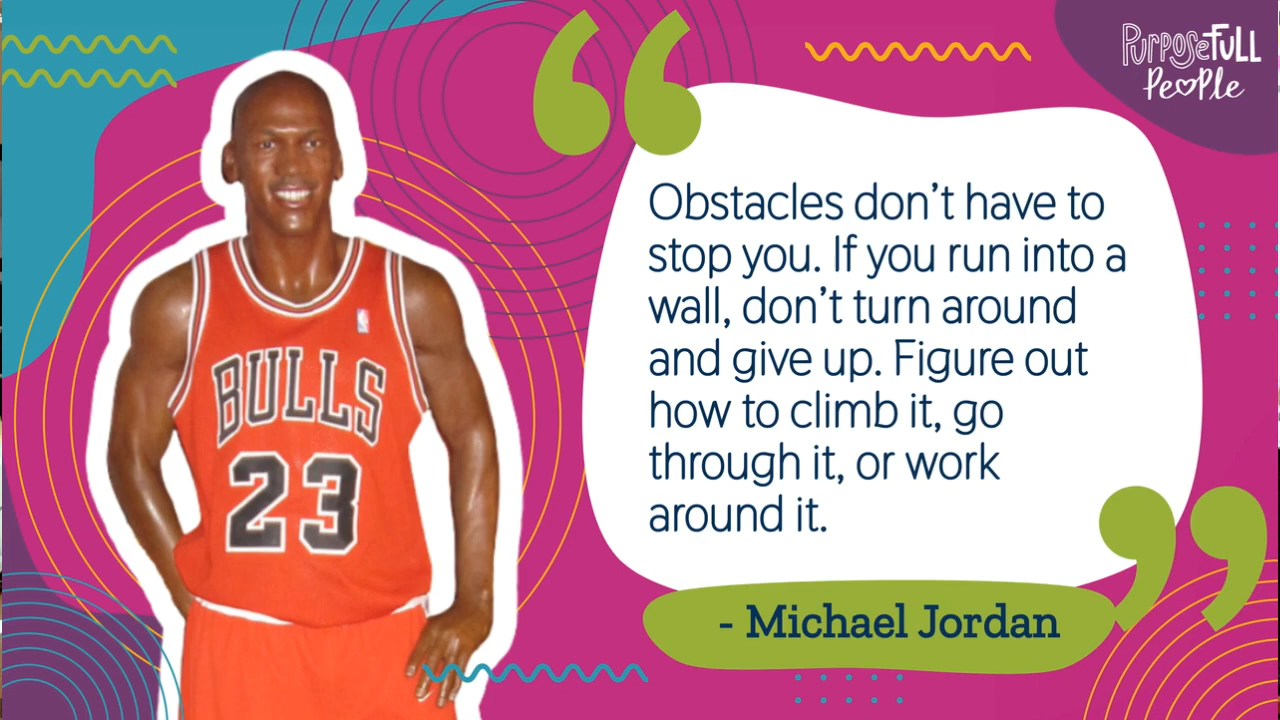 PURPOSEFULL
PEOPLE
Obstacles don’t have to
stop you. If you run into a
wall, don’t turn around
and give up. Figure out
how to climb it, go
through it, or work
around it.
- Michael Jordan
BULLS
23